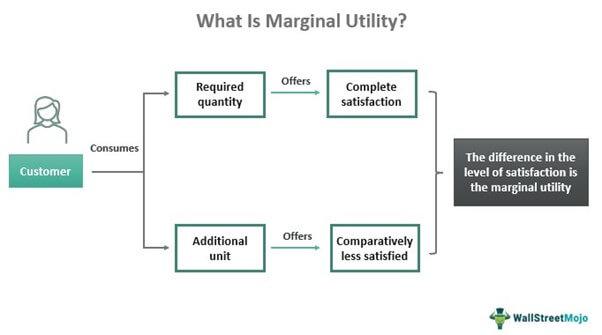 What Is Marginal Utility?
Required
quantity
Offers
Complete
satisfaction
Consumes
Customer
The difference in the
level of satisfaction is
the marginal utility
Additional
unit
Offers
Comparatively
less satisfied
WallStreetMojo